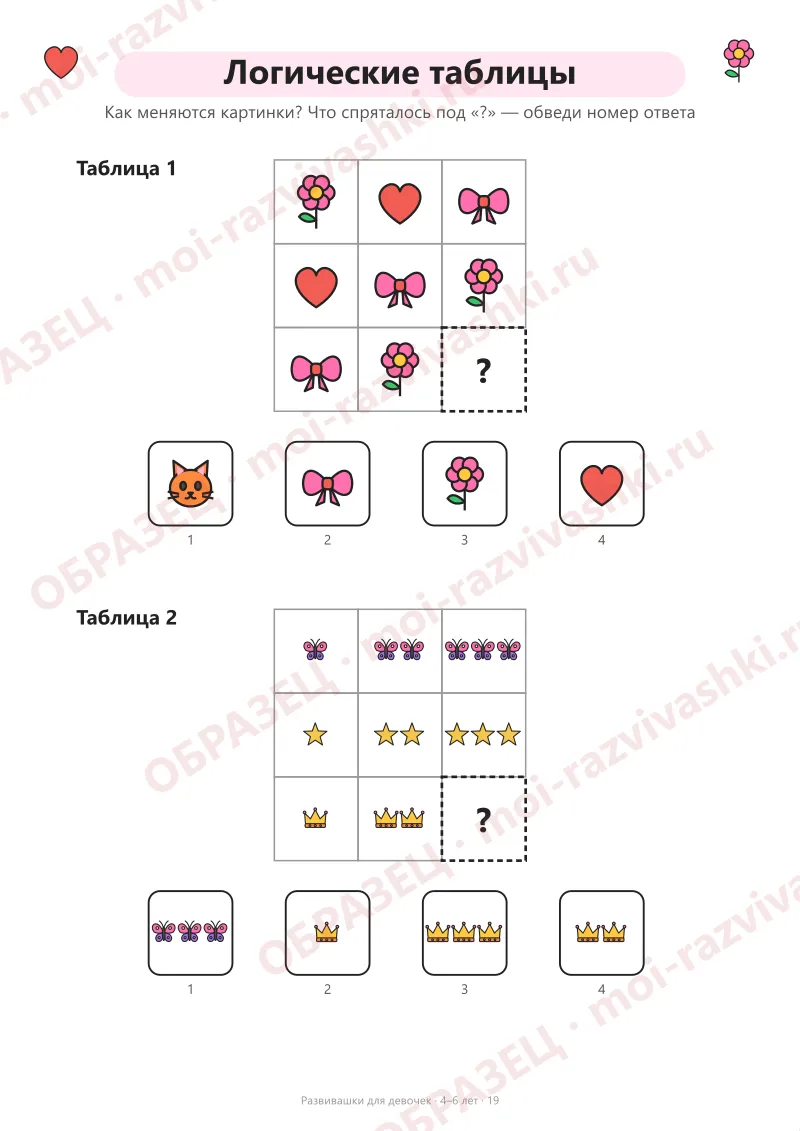 Логические таблицы
Как меняются картинки? Что спряталось под «?» — обведи номер ответа
Таблица 1
?
1 2 3 4
Таблица 2
?
1 2 3 4
Развивашки для девочек · 4–6 лет · 19
ОБРАЗЕЦ · moi-razvivashki.ru